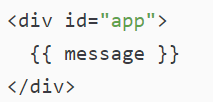 <div id="app">
  {{ message }}
</div>